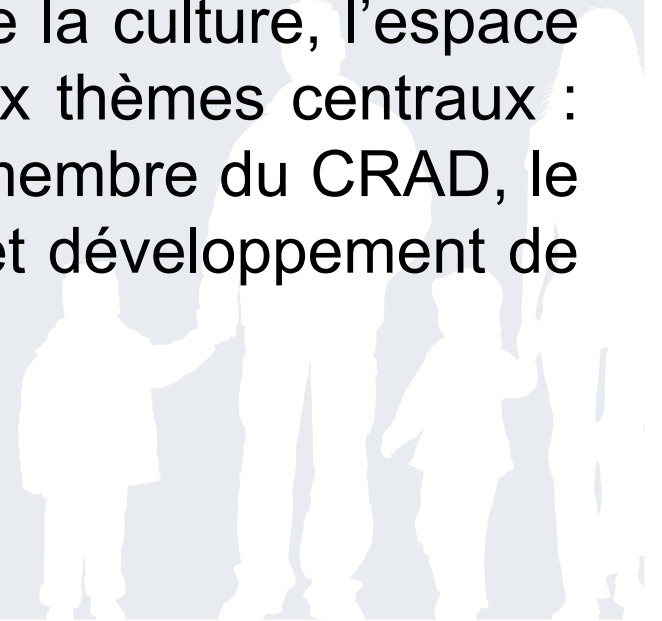 e la culture, l’espace
x thèmes centraux :
membre du CRAD, le
et développement de